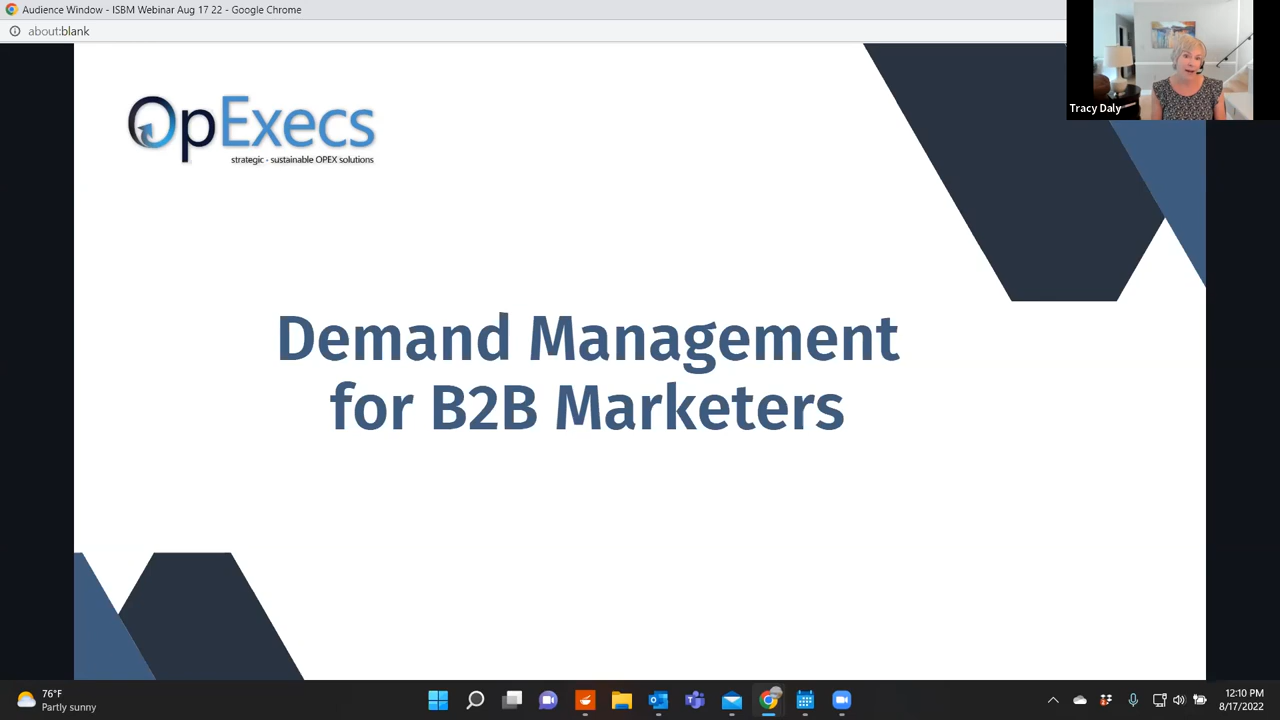 Audience Window - ISBM Webinar Aug 17 22 - Google Chrome
about:blank
Tracy Daly
OpExecs
strategic - sustainable OPEX solutions
Demand Management
for B2B Marketers
76°F
Partly sunny
12:10 PM
8/17/2022